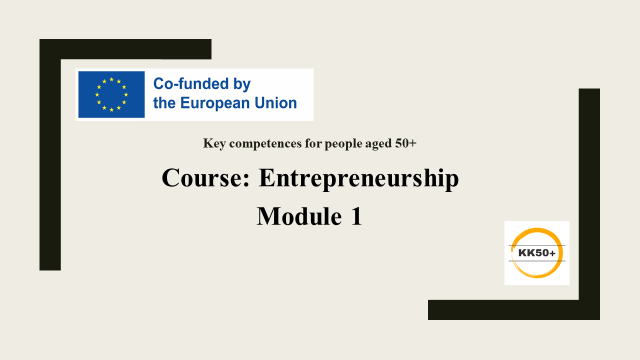 Co-funded by
the European Union
Key competences for people aged 50+
Course: Entrepreneurship
Module 1
KK50+